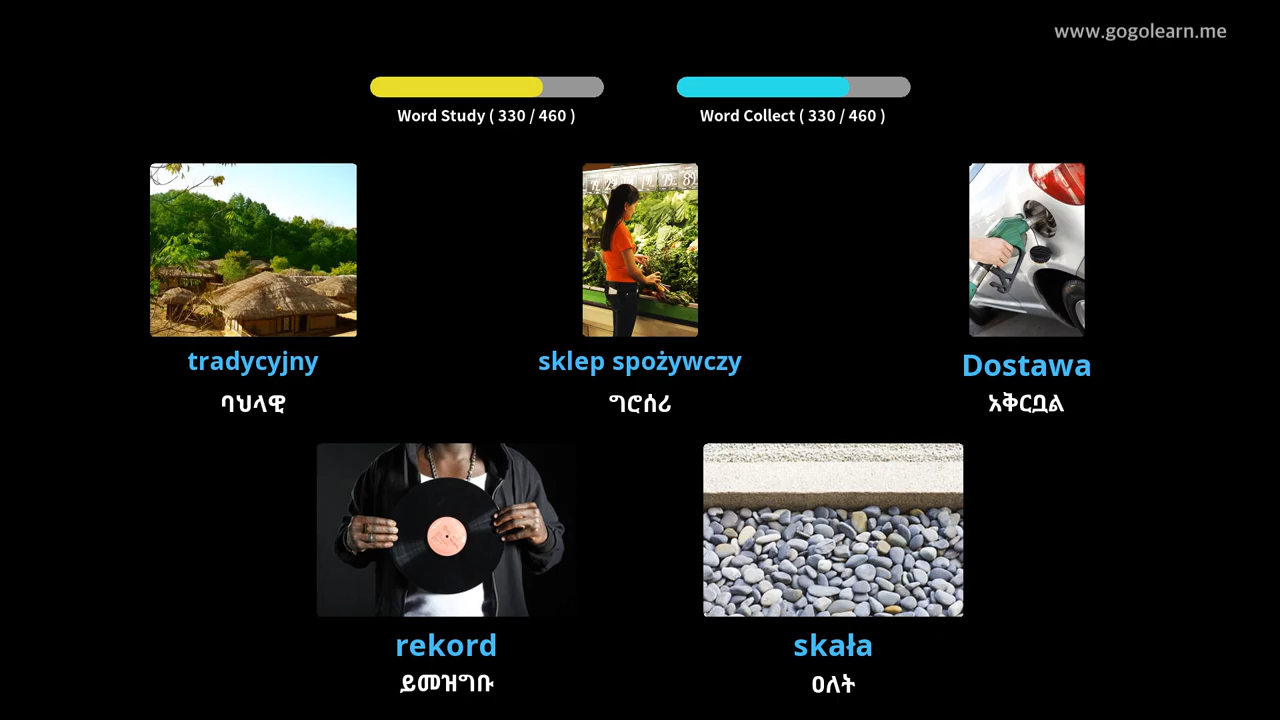 www.gogolearn.me
Word Study ( 330 / 460 )
Word Collect ( 330 / 460 )
tradycyjny
ባህላዊ
sklep spożywczy
ግሮሰሪ
Dostawa
አቅርቧል
rekord
ይመዝግቡ
skała
ዐለት